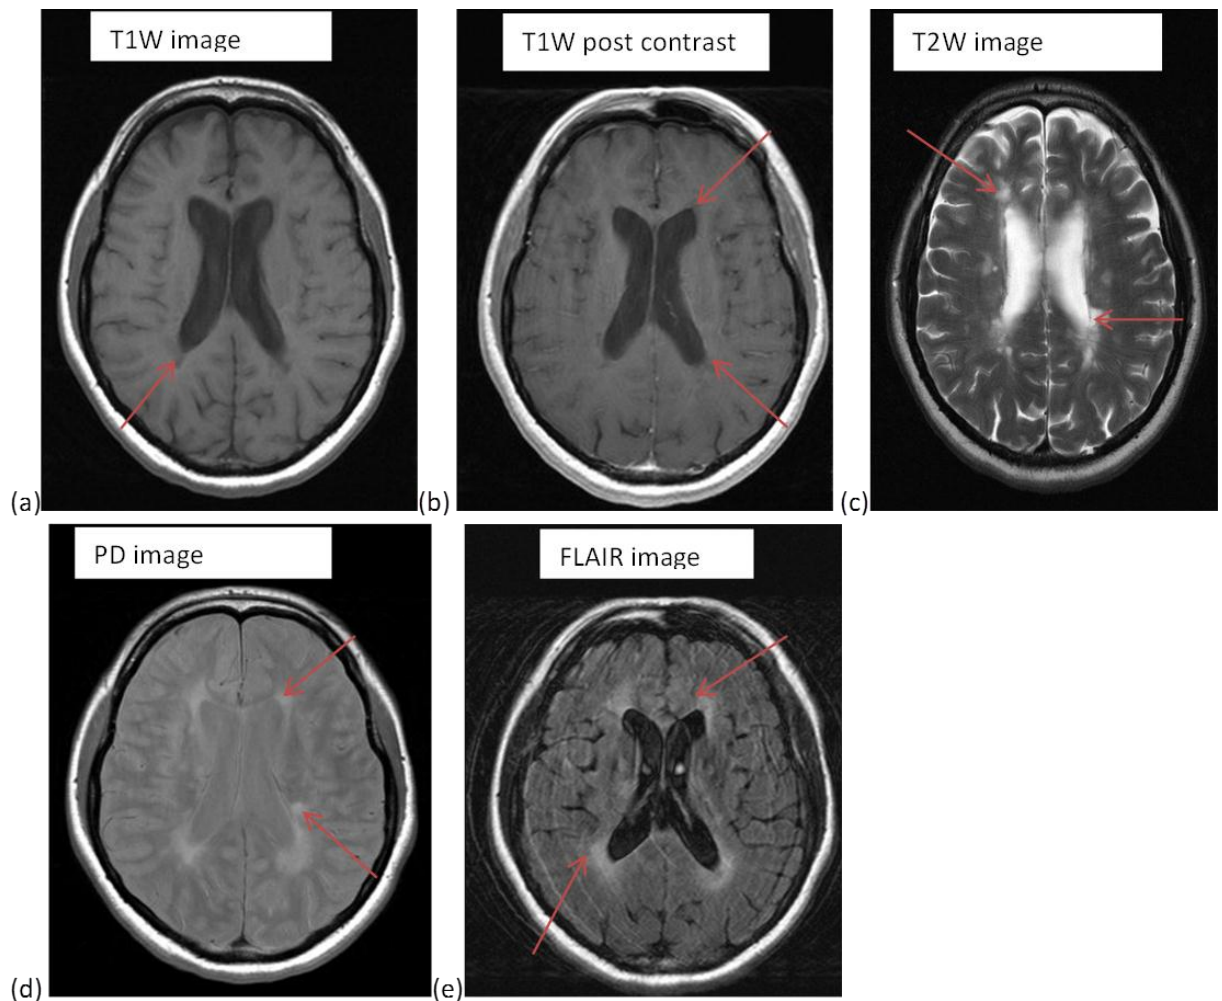 T1W image
T1W post contrast
T2W image
(a)
(b)
(c)
PD image
FLAIR image
(d)
(e)